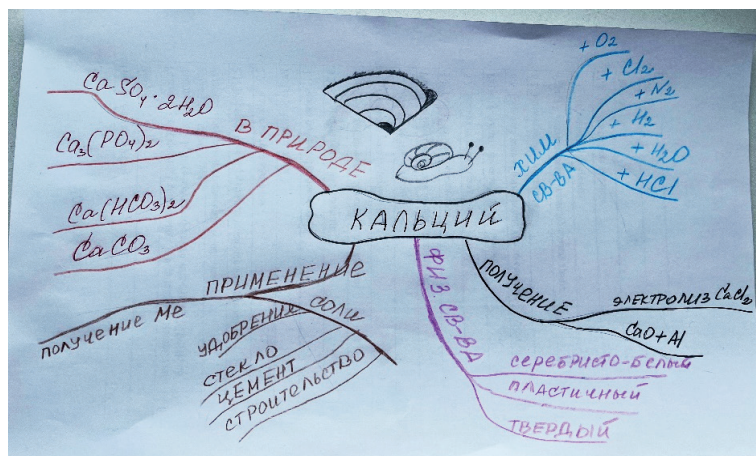 КАЛЬЦИЙ
В ПРИРОДЕ
CaSO₄·2H₂O
Ca₃(PO₄)₂
Ca(HCO₃)₂
CaCO₃
ХИМ
СВ-ВА
+ O₂
+ Cl₂
+ N₂
+ H₂
+ H₂O
+ HCl
ПОЛУЧЕНИЕ
ЭЛЕКТРОЛИЗ CaCl₂
CaO+Al
ФИЗ. СВ-ВА
СЕРЕБРИСТО-БЕЛЫЙ
ПЛАСТИЧНЫЙ
ТВЕРДЫЙ
ПРИМЕНЕНИЕ
ПОЛУЧЕНИЕ Ме
УДОБРЕНИЕ СОЛИ
СТЕКЛО
ЦЕМЕНТ
СТРОИТЕЛЬСТВО